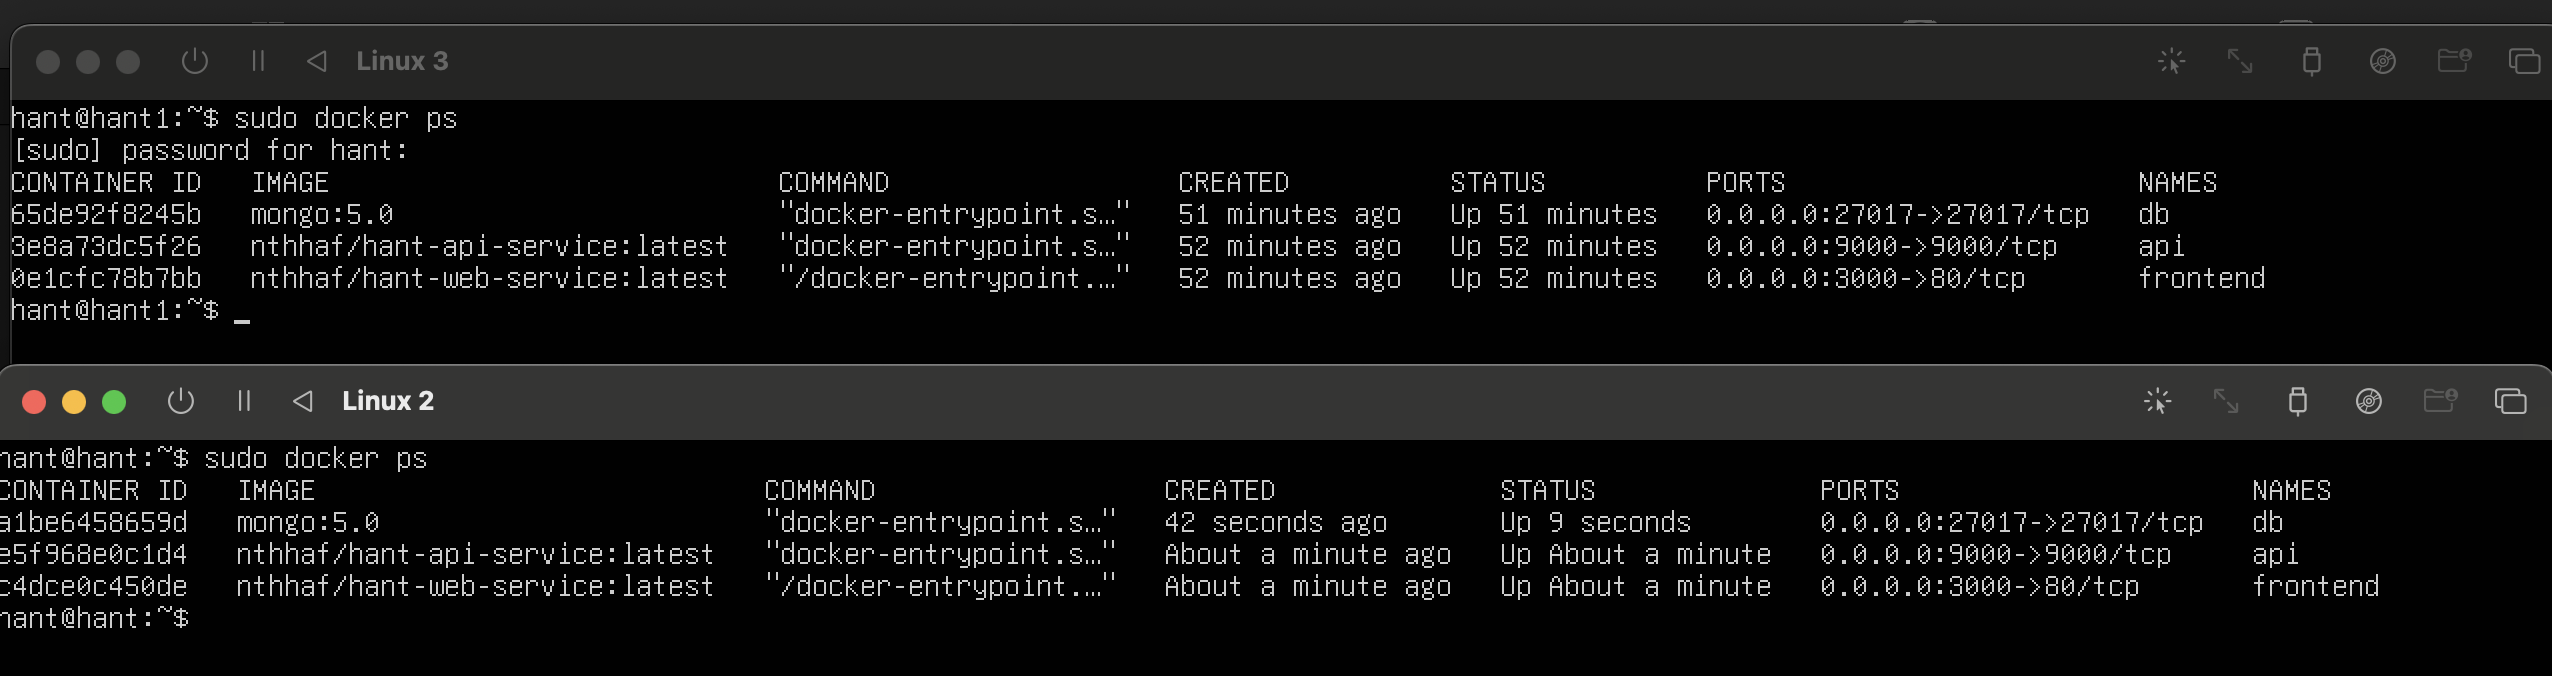 Linux 3
hant@hant1:~$ sudo docker ps
[sudo] password for hant:
CONTAINER ID   IMAGE                            COMMAND                  CREATED          STATUS          PORTS                      NAMES
65de92f8245b   mongo:5.0                        "docker-entrypoint.s…"   51 minutes ago   Up 51 minutes   0.0.0.0:27017->27017/tcp   db
3e8a73dc5f26   nthhaf/hant-api-service:latest   "docker-entrypoint.s…"   52 minutes ago   Up 52 minutes   0.0.0.0:9000->9000/tcp     api
0e1cfc78b7bb   nthhaf/hant-web-service:latest   "/docker-entrypoint.…"   52 minutes ago   Up 52 minutes   0.0.0.0:3000->80/tcp       frontend
hant@hant1:~$ _
Linux 2
hant@hant:~$ sudo docker ps
CONTAINER ID   IMAGE                            COMMAND                  CREATED              STATUS              PORTS                      NAMES
a1be6458659d   mongo:5.0                        "docker-entrypoint.s…"   42 seconds ago       Up 9 seconds        0.0.0.0:27017->27017/tcp   db
e5f968e0c1d4   nthhaf/hant-api-service:latest   "docker-entrypoint.s…"   About a minute ago   Up About a minute   0.0.0.0:9000->9000/tcp     api
c4dce0c450de   nthhaf/hant-web-service:latest   "/docker-entrypoint.…"   About a minute ago   Up About a minute   0.0.0.0:3000->80/tcp       frontend
hant@hant:~$